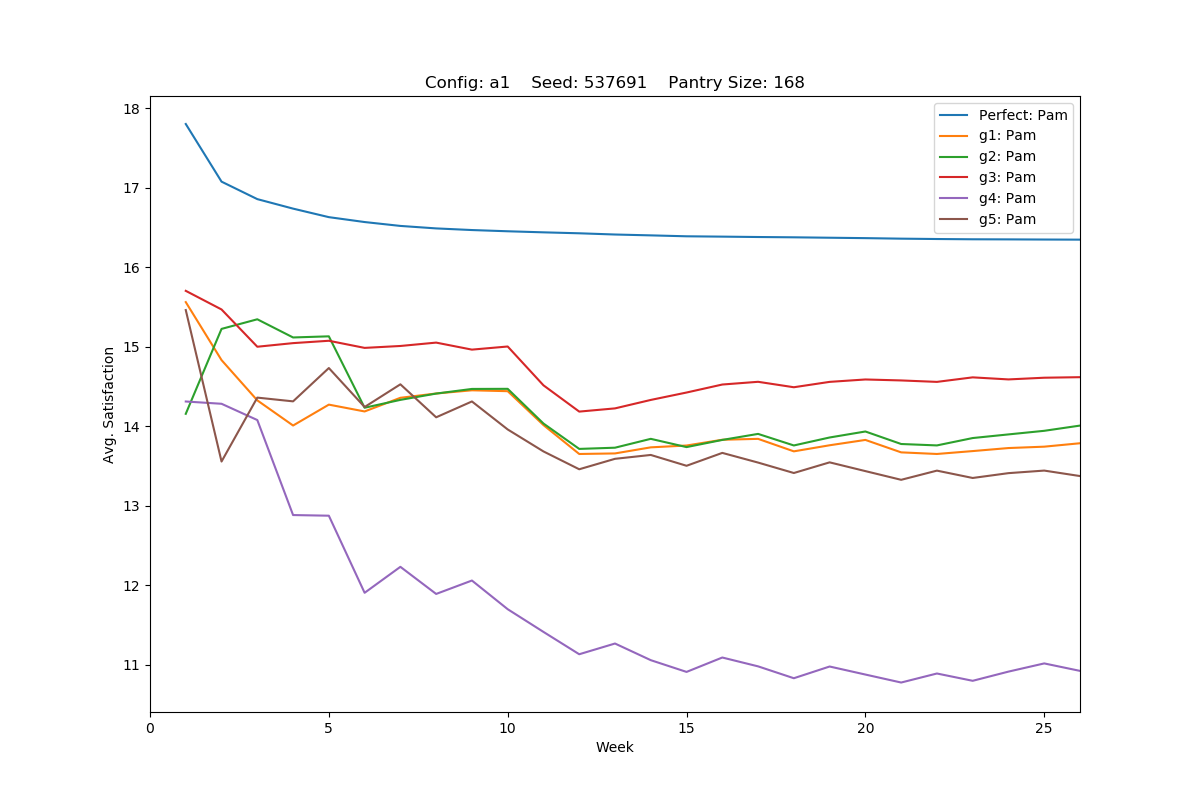 Config: a1    Seed: 537691    Pantry Size: 168
Avg. Satisfaction
18
17
16
15
14
13
12
11
Perfect: Pam
g1: Pam
g2: Pam
g3: Pam
g4: Pam
g5: Pam
0 5 10 15 20 25
Week